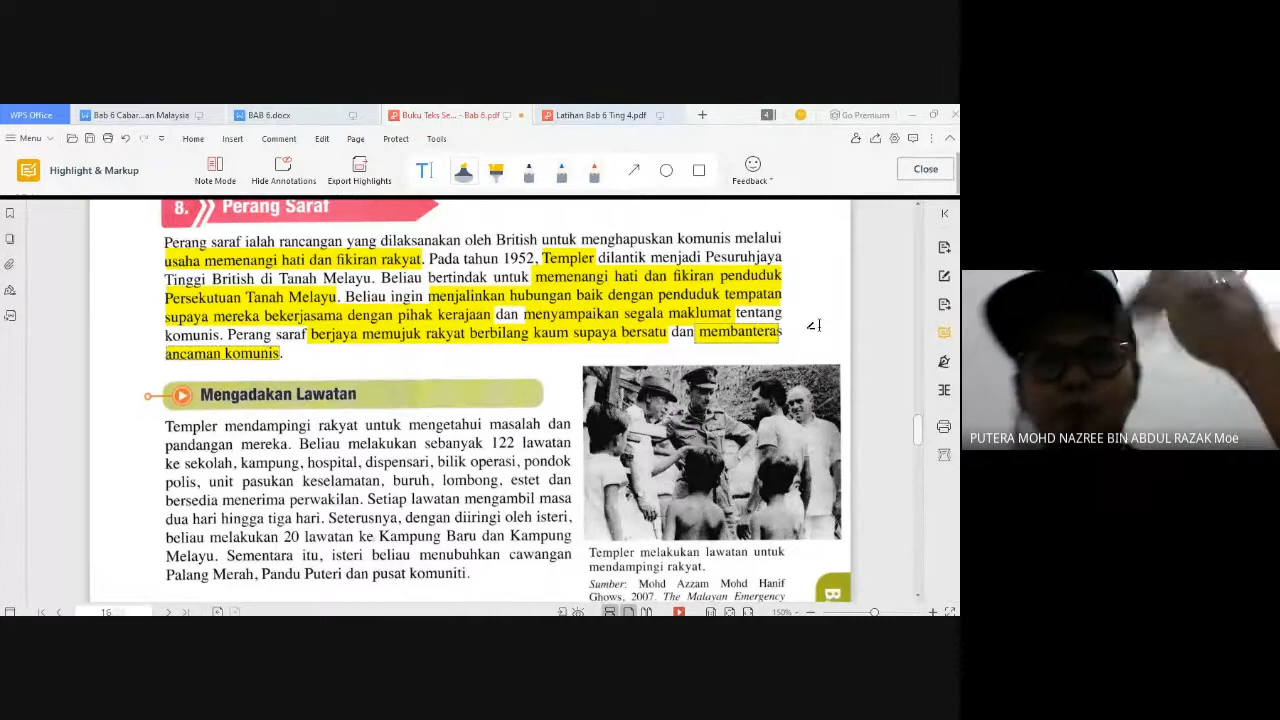 WPS Office
Bab 6 Cabar...an Malaysia
BAB 6.docx
Buku Teks Se... - Bab 6.pdf
Latihan Bab 6 Ting 4.pdf
4
Go Premium
Menu
Home
Insert
Comment
Edit
Page
Protect
Tools
Highlight & Markup
Note Mode
Hide Annotations
Export Highlights
Feedback
Close
8.
Perang Saraf
Perang saraf ialah rancangan yang dilaksanakan oleh British untuk menghapuskan komunis melalui
usaha memenangi hati dan fikiran rakyat. Pada tahun 1952, Templer dilantik menjadi Pesuruhjaya
Tinggi British di Tanah Melayu. Beliau bertindak untuk memenangi hati dan fikiran penduduk
Persekutuan Tanah Melayu. Beliau ingin menjalinkan hubungan baik dengan penduduk tempatan
supaya mereka bekerjasama dengan pihak kerajaan dan menyampaikan segala maklumat tentang
komunis. Perang saraf berjaya memujuk rakyat berbilang kaum supaya bersatu dan membanteras
ancaman komunis.
Mengadakan Lawatan
Templer mendampingi rakyat untuk mengetahui masalah dan
pandangan mereka. Beliau melakukan sebanyak 122 lawatan
ke sekolah, kampung, hospital, dispensari, bilik operasi, pondok
polis, unit pasukan keselamatan, buruh, lombong, estet dan
bersedia menerima perwakilan. Setiap lawatan mengambil masa
dua hari hingga tiga hari. Seterusnya, dengan diiringi oleh isteri,
beliau melakukan 20 lawatan ke Kampung Baru dan Kampung
Melayu. Sementara itu, isteri beliau menubuhkan cawangan
Palang Merah, Pandu Puteri dan pusat komuniti.
Templer melakukan lawatan untuk
mendampingi rakyat.
Sumber: Mohd Azzam Mohd Hanif
Ghows, 2007. The Malayan Emergency
B
16
150%
PUTERA MOHD NAZREE BIN ABDUL RAZAK Moe